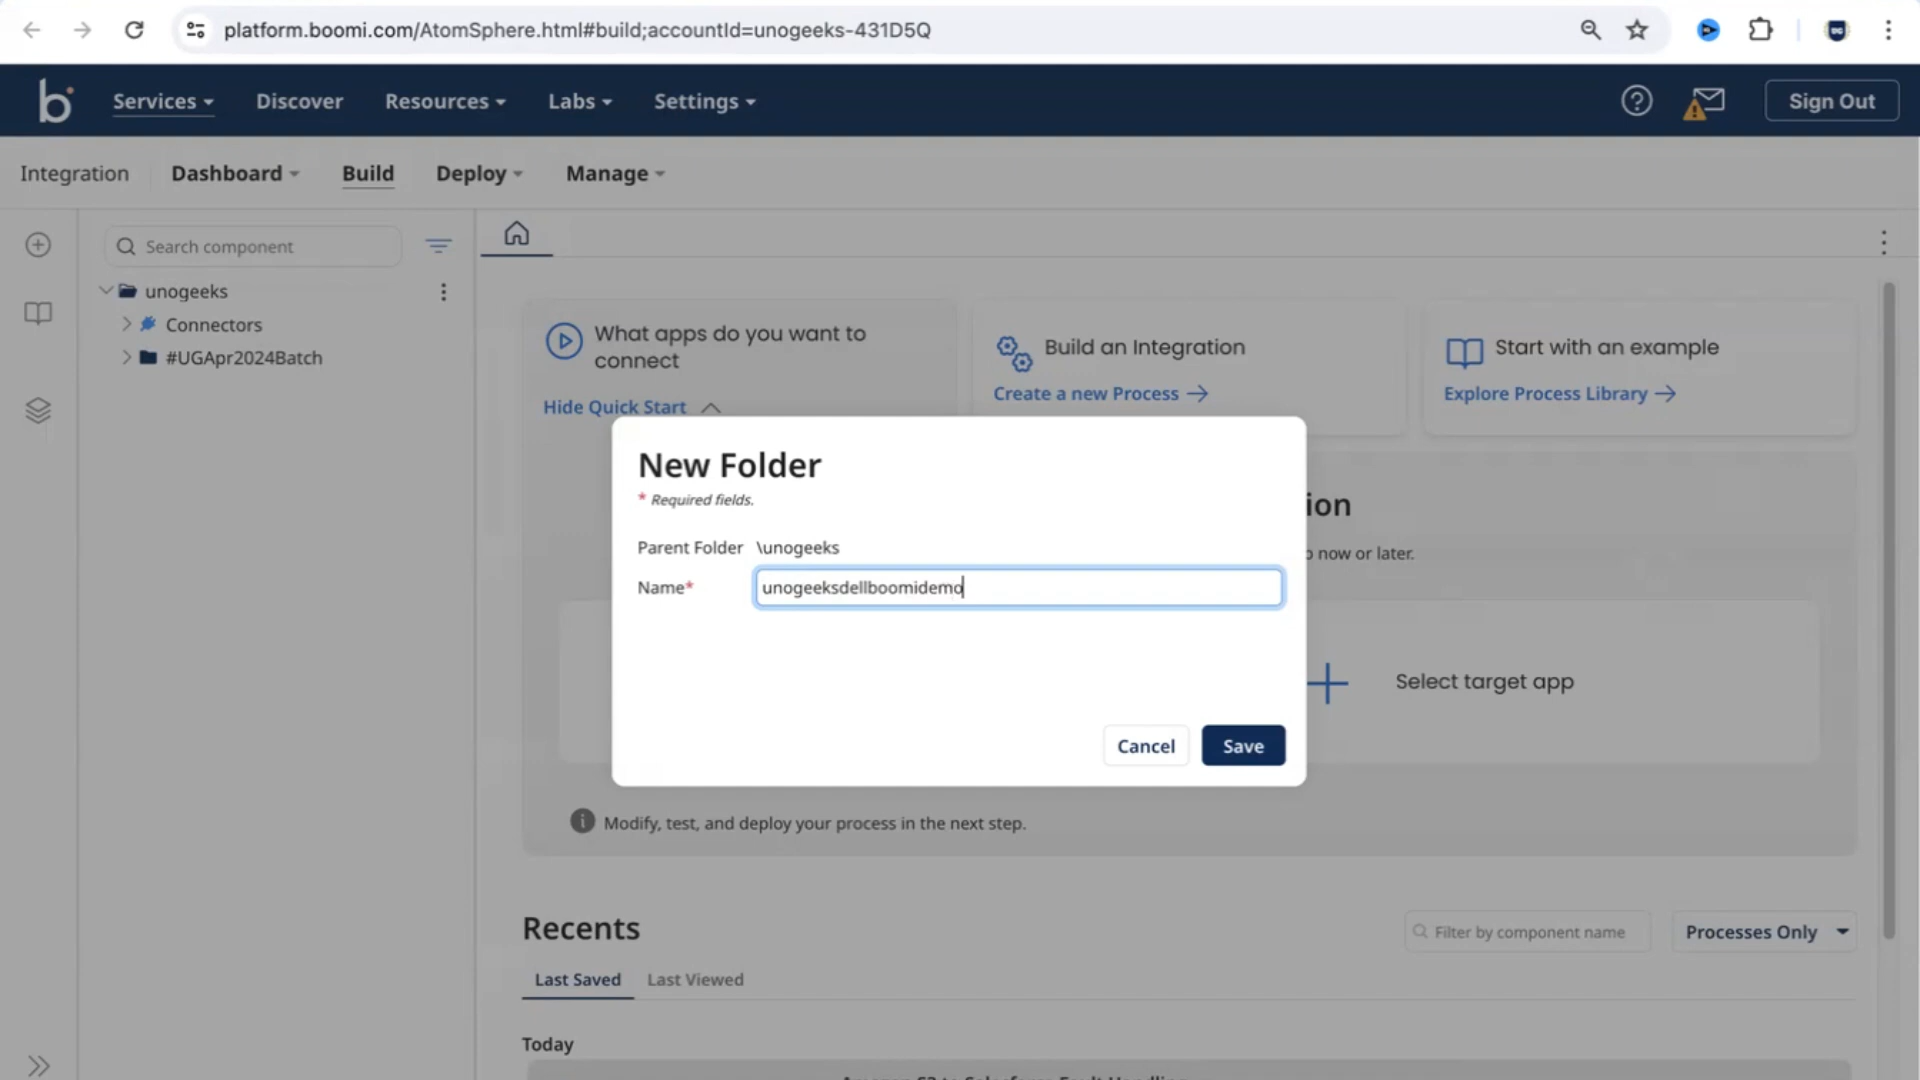 platform.boomi.com/AtomSphere.html#build;accountId=unogeeks-431D5Q
b Services Discover Resources Labs Settings Sign Out
Integration Dashboard Build Deploy Manage
Search component
unogeeks
Connectors
#UGApr2024Batch
What apps do you want to
connect
Hide Quick Start
Build an Integration
Create a new Process
Start with an example
Explore Process Library
New Folder
* Required fields.
Parent Folder \unogeeks
Name* unogeeksdellboomidemo
Cancel Save
ion
now or later.
Select target app
Modify, test, and deploy your process in the next step.
Recents
Filter by component name
Processes Only
Last Saved Last Viewed
Today